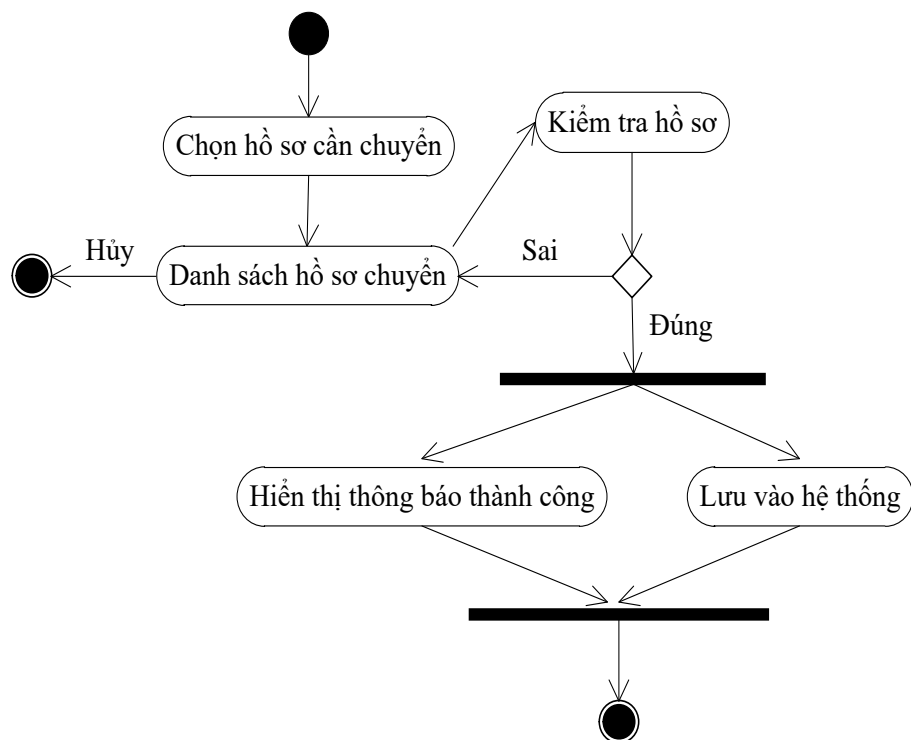 Chọn hồ sơ cần chuyển
Kiểm tra hồ sơ
Hủy
Danh sách hồ sơ chuyển
Sai
Đúng
Hiển thị thông báo thành công
Lưu vào hệ thống